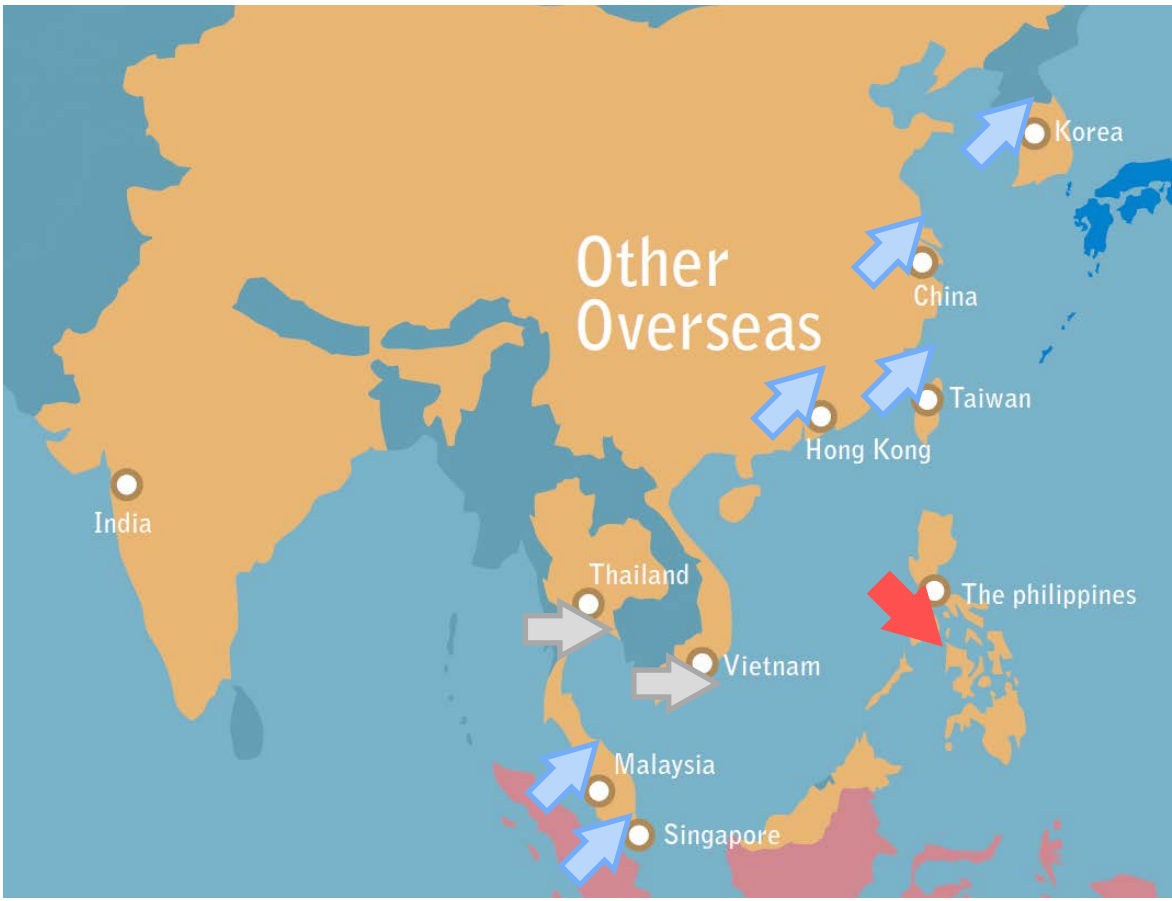 Korea
Other
Overseas
China
Taiwan
Hong Kong
India
Thailand
The philippines
Vietnam
Malaysia
Singapore